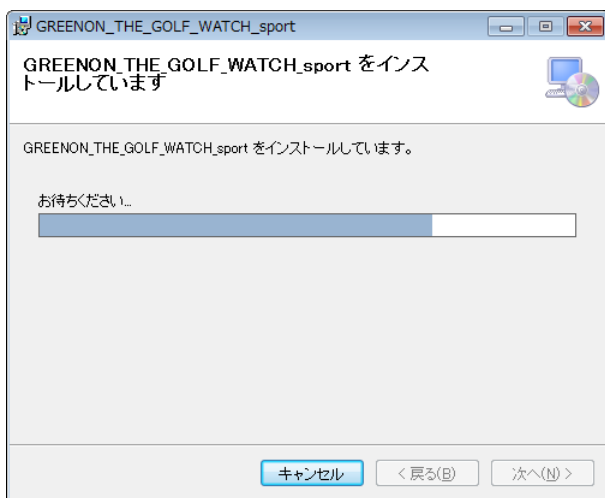 GREENON_THE_GOLF_WATCH_sport
GREENON_THE_GOLF_WATCH_sport をインス
トールしています
GREENON_THE_GOLF_WATCH_sport をインストールしています。
お待ちください...
キャンセル
< 戻る(B)
次へ(N) >